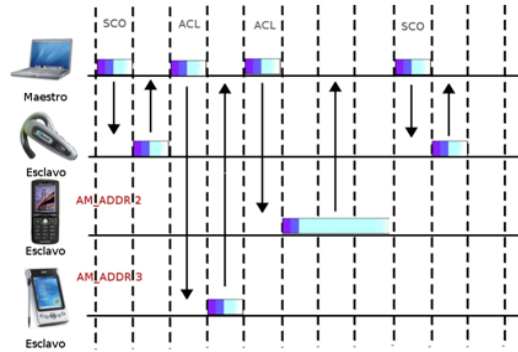 SCO ACL ACL SCO
Maestro
Esclavo
AM_ADDR 2
Esclavo
AM_ADDR 3
Esclavo